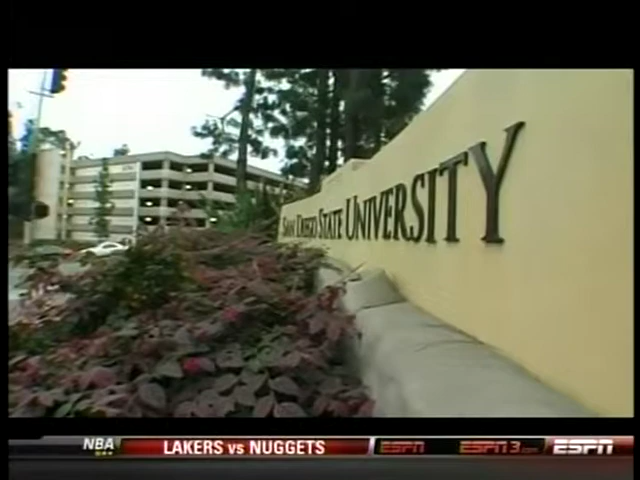 SAN DIEGO STATE UNIVERSITY
NBA LAKERS vs NUGGETS ESPN ESPN3.com ESPN